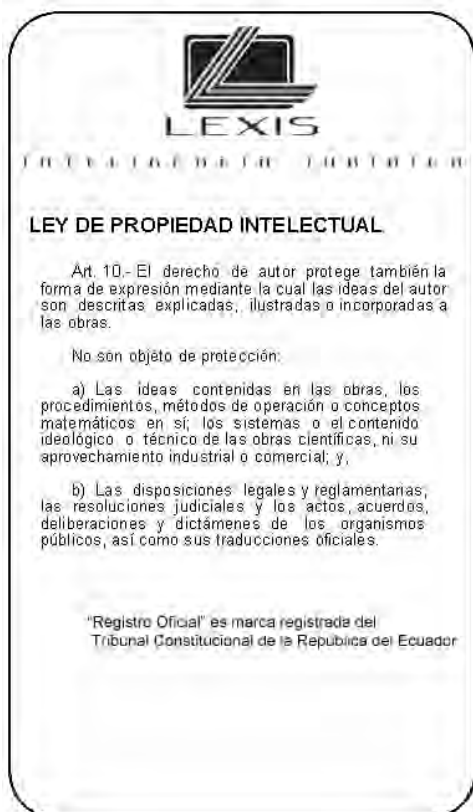 LEXIS
INTELIGENCIA JURIDICA
LEY DE PROPIEDAD INTELECTUAL
Art. 10.- El derecho de autor protege también la
forma de expresión mediante la cual las ideas del autor
son descritas explicadas, ilustradas o incorporadas a
las obras.
No son objeto de protección:
a) Las ideas contenidas en las obras, los
procedimientos, métodos de operación o conceptos
matemáticos en sí; los sistemas o el contenido
ideológico o técnico de las obras científicas, ni su
aprovechamiento industrial o comercial; y,
b) Las disposiciones legales y reglamentarias,
las resoluciones judiciales y los actos, acuerdos,
deliberaciones y dictámenes de los organismos
públicos, así como sus traducciones oficiales.
"Registro Oficial" es marca registrada del
Tribunal Constitucional de la República del Ecuador